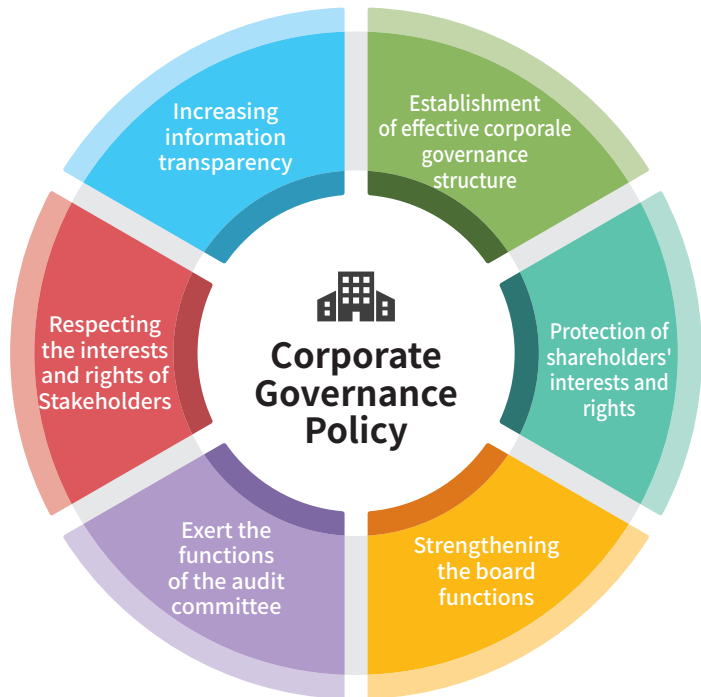 Increasing
information
transparency
Establishment
of effective corporale
governance
structure
Protection of
shareholders'
interests and
rights
Strengthening
the board
functions
Exert the
functions
of the audit
committee
Respecting
the interests
and rights of
Stakeholders
Corporate
Governance
Policy